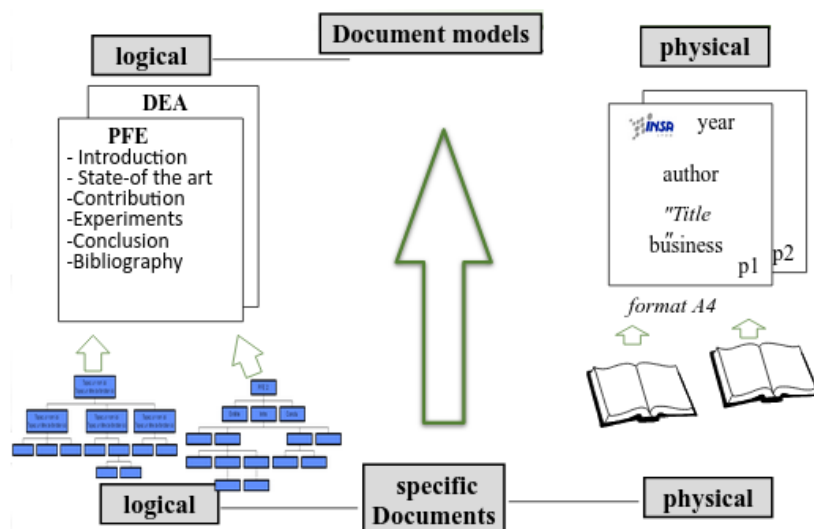 Document models
logical
physical
DEA
PFE
- Introduction
- State-of the art
-Contribution
-Experiments
-Conclusion
-Bibliography
INSA
year
author
"Title
"
business
p1
p2
format A4
logical
specific
Documents
physical